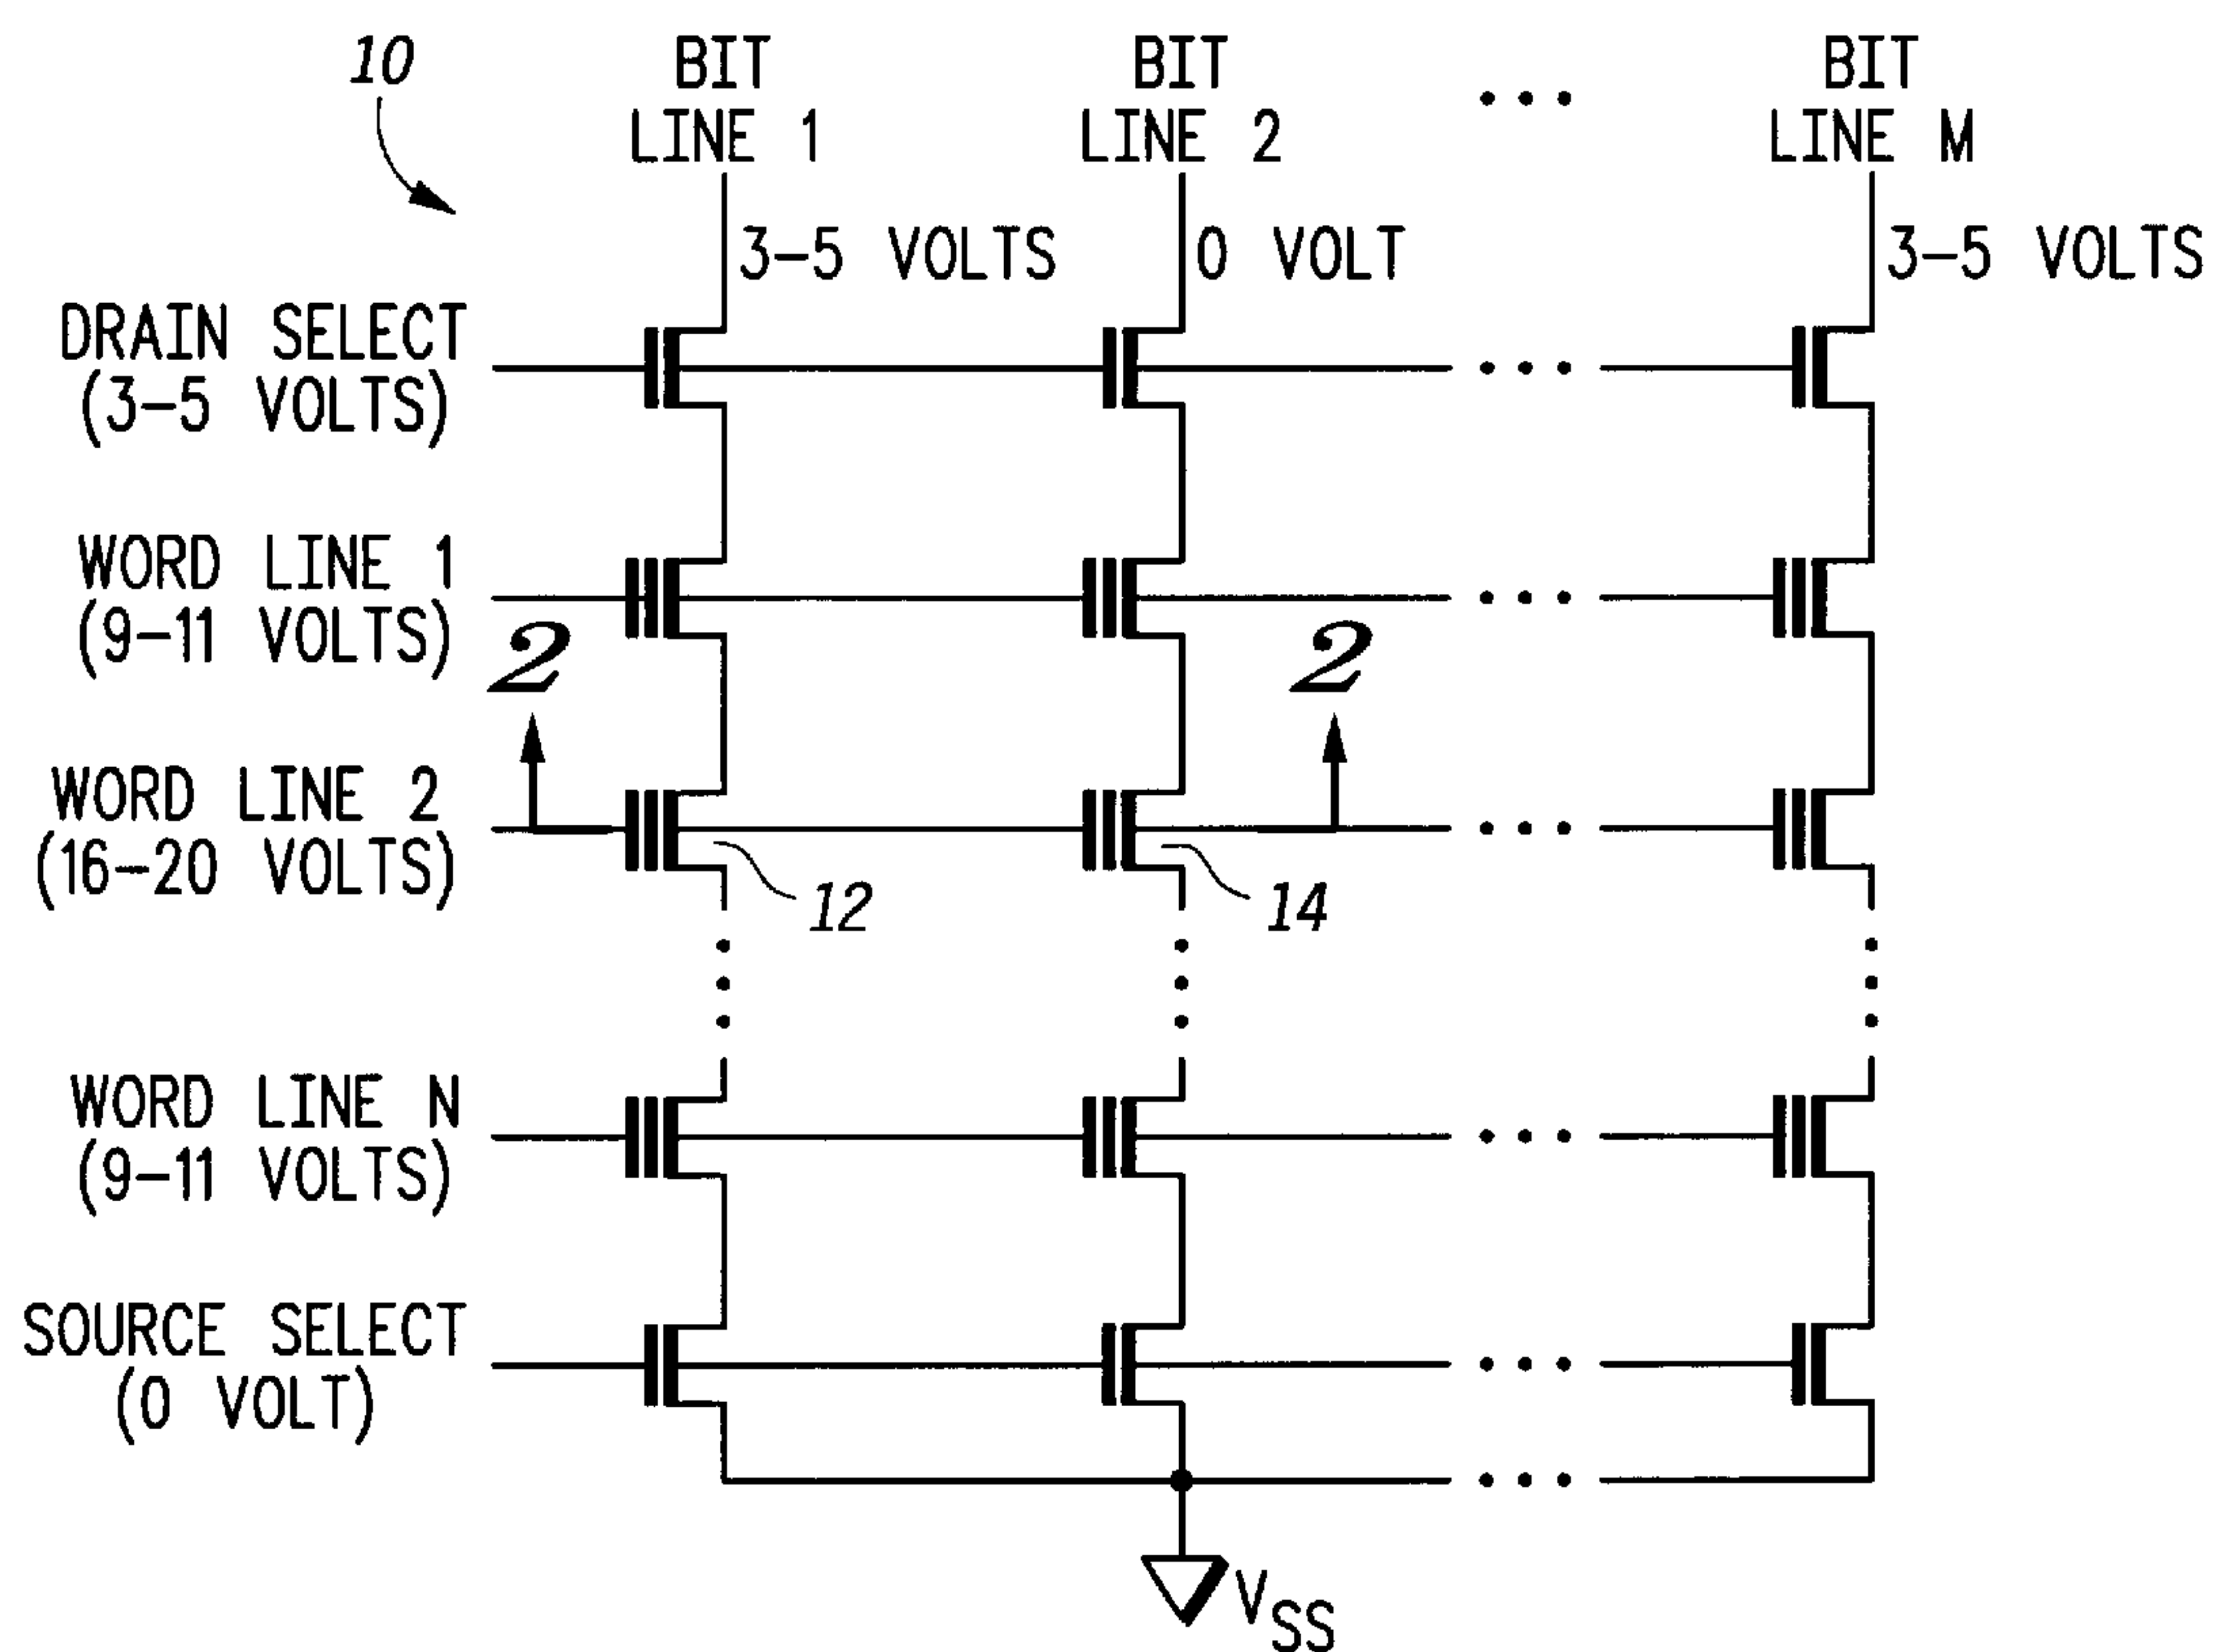 10
BIT
LINE 1
BIT
LINE 2
BIT
LINE M
3-5 VOLTS
0 VOLT
3-5 VOLTS
DRAIN SELECT
(3-5 VOLTS)
WORD LINE 1
(9-11 VOLTS)
2
2
WORD LINE 2
(16-20 VOLTS)
12
14
WORD LINE N
(9-11 VOLTS)
SOURCE SELECT
(0 VOLT)
VSS